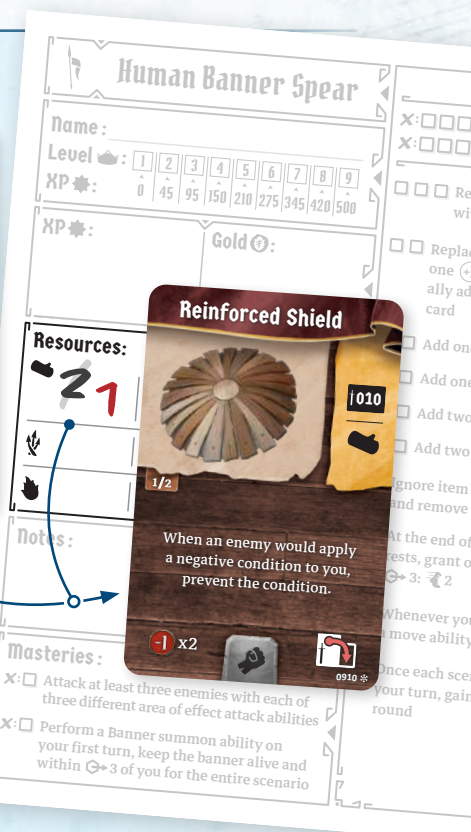 Human Banner Spear
Name:
Level : 1 2 3 4 5 6 7 8 9
XP : 0 45 95 150 210 275 345 420 500
XP :
Gold :
Resources:
2 1
Notes:
Masteries:
X: Attack at least three enemies with each of
three different area of effect attack abilities
X: Perform a Banner summon ability on
your first turn, keep the banner alive and
within 3 of you for the entire scenario
Reinforced Shield
010
1/2
When an enemy would apply
a negative condition to you,
prevent the condition.
-1 x2
0910
X:
X:
Re
wi
Repla
one +
ally ad
card
Add one
Add one
Add two
Add two
Ignore item
and remove
At the end of
rests, grant o
3: 2
Whenever you
a move ability
Once each scen
your turn, gain
round